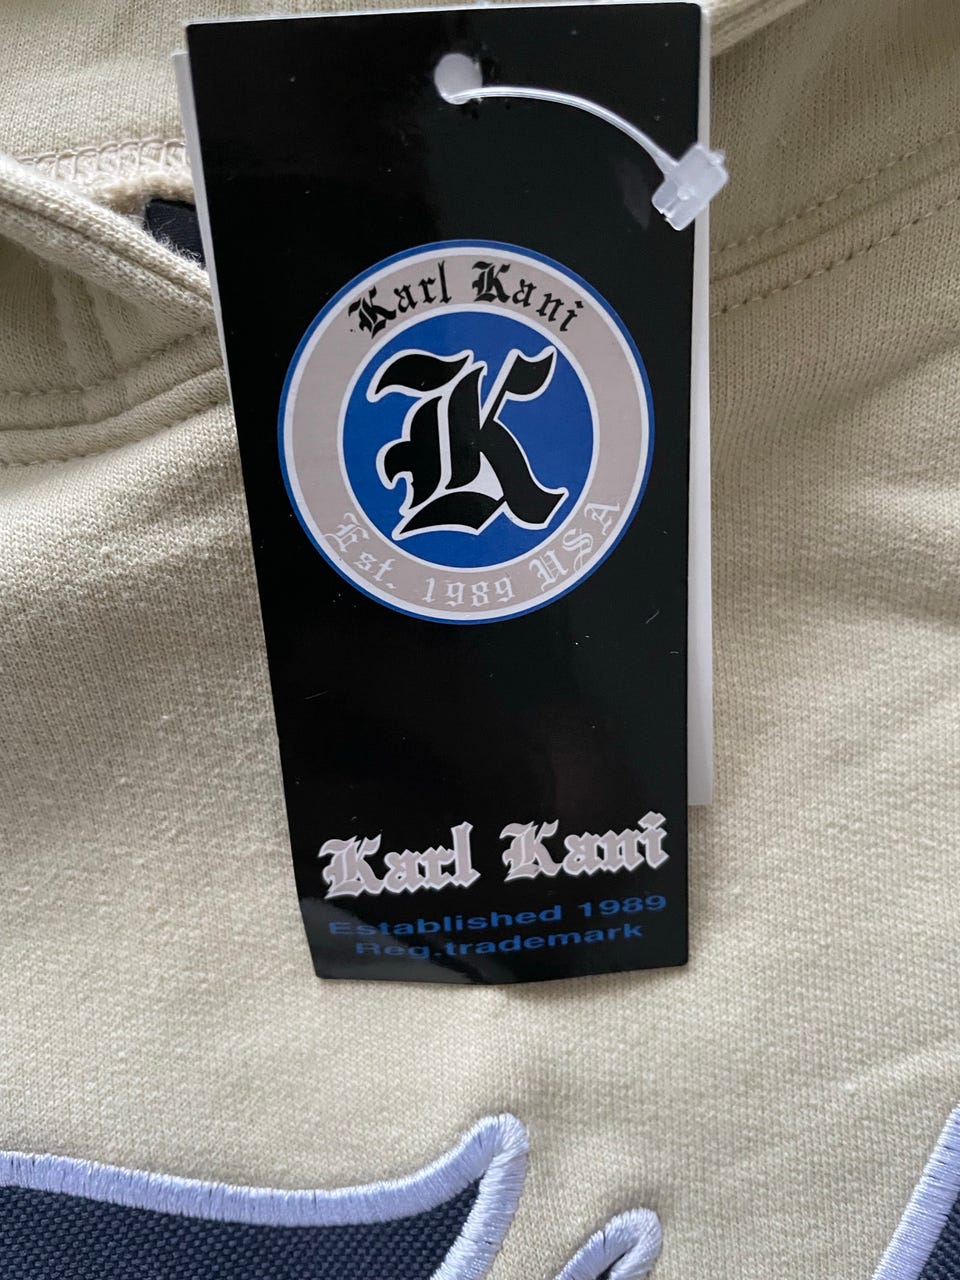 Karl Kani
K
Est. 1989 USA
Karl Kani
Established 1989
Reg.trademark